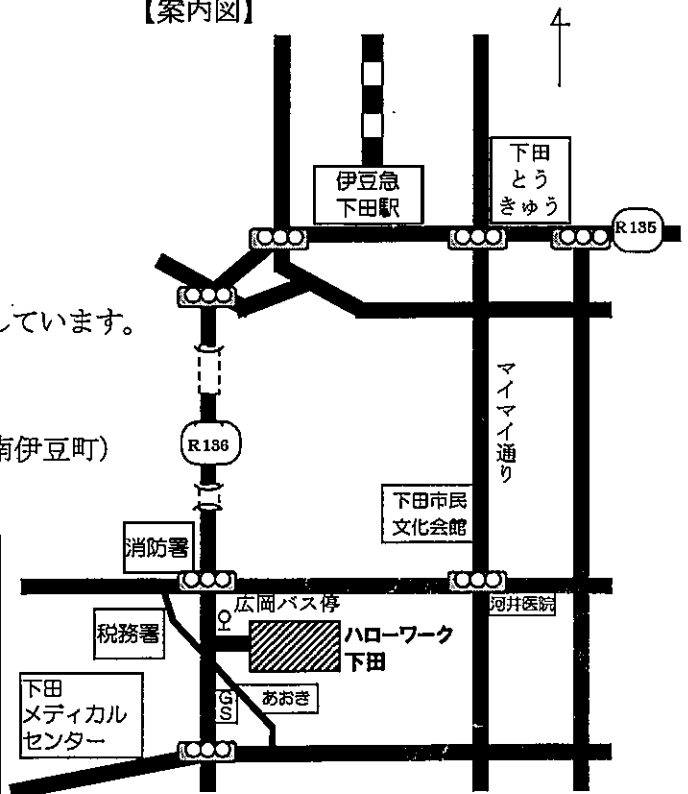 【案内図】
下田
とう
きゅう
伊豆急
下田駅
R135
しています。
マイマイ通り
R136
南伊豆町)
下田市民
文化会館
消防署
広岡バス停
河井医院
税務署
ハローワーク
下田
下田
メディカル
センター
GS
あおき